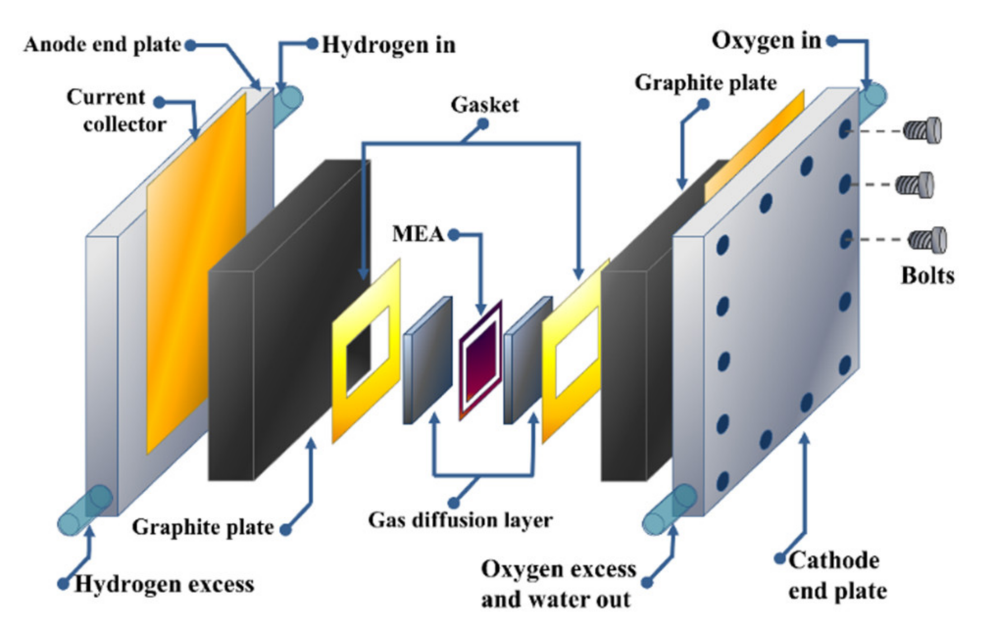 Anode end plate
Hydrogen in
Oxygen in
Current
collector
Gasket
Graphite plate
MEA
Bolts
Graphite plate
Gas diffusion layer
Hydrogen excess
Oxygen excess
and water out
Cathode
end plate